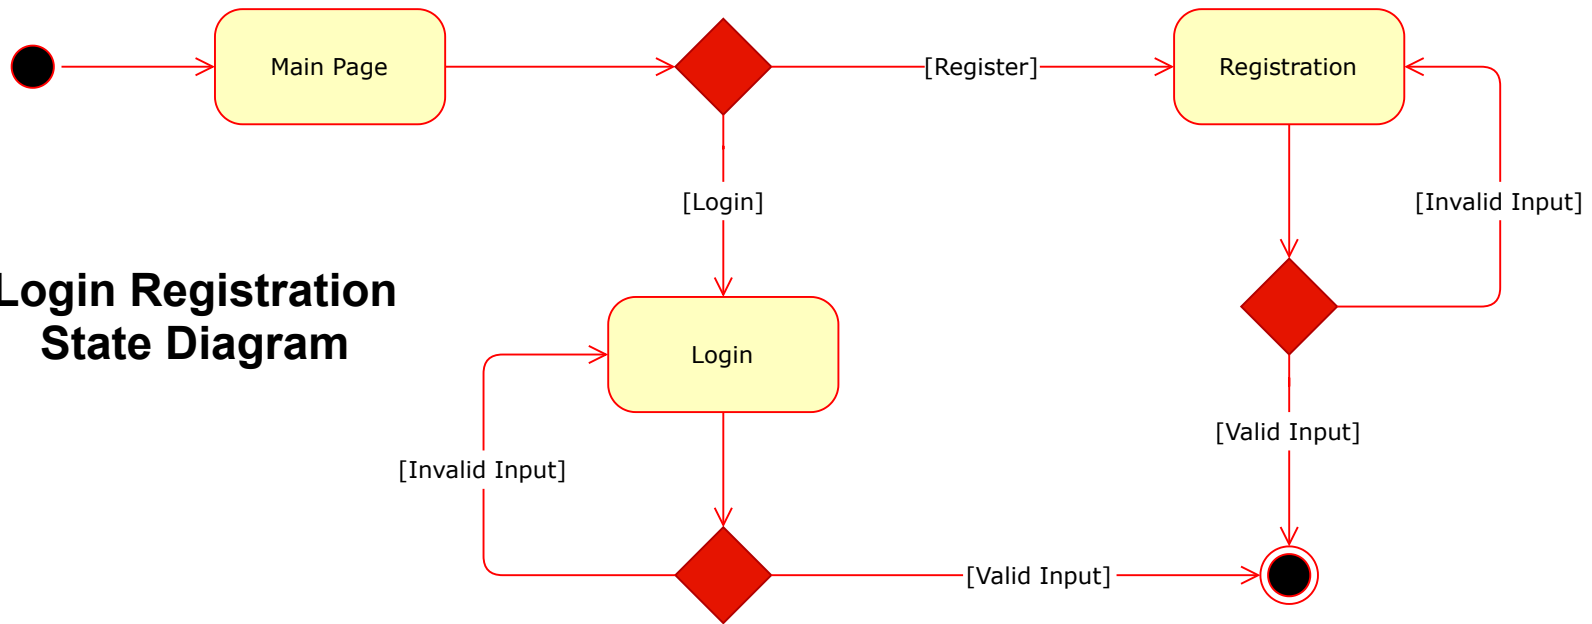 Main Page
[Register]
Registration
[Login]
[Invalid Input]
Login Registration
State Diagram
Login
[Valid Input]
[Invalid Input]
[Valid Input]